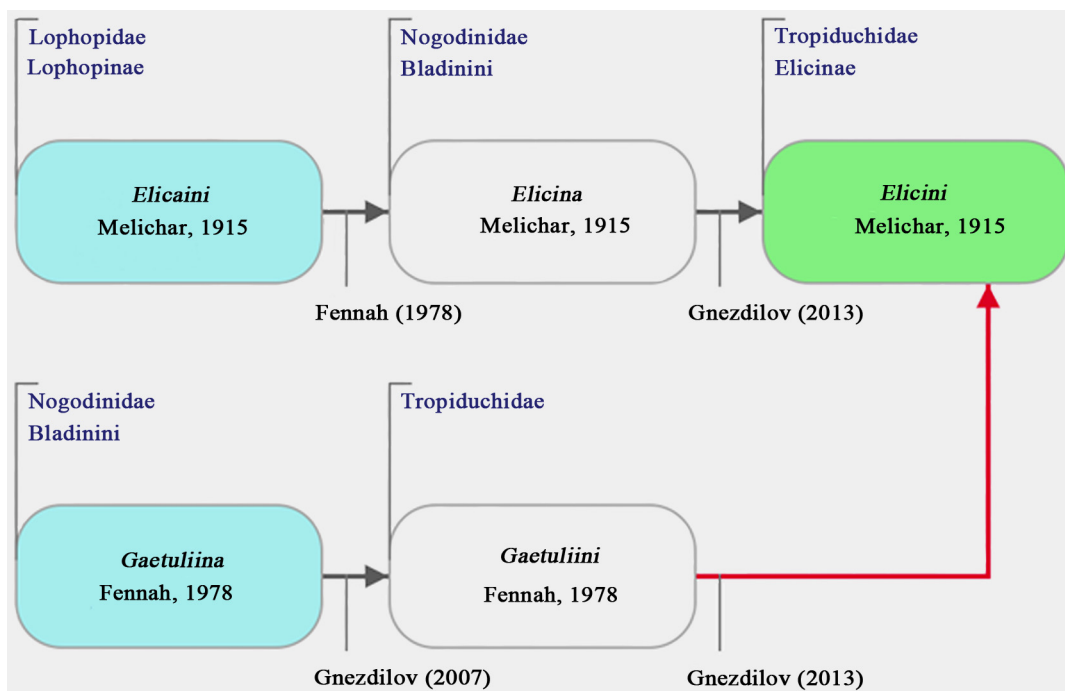 Lophopidae
Lophopinae
Nogodinidae
Bladinini
Tropiduchidae
Elicinae
Elicaini
Melichar, 1915
Elicina
Melichar, 1915
Elicini
Melichar, 1915
Fennah (1978)
Gnezdilov (2013)
Nogodinidae
Bladinini
Tropiduchidae
Gaetuliina
Fennah, 1978
Gaetuliini
Fennah, 1978
Gnezdilov (2007)
Gnezdilov (2013)